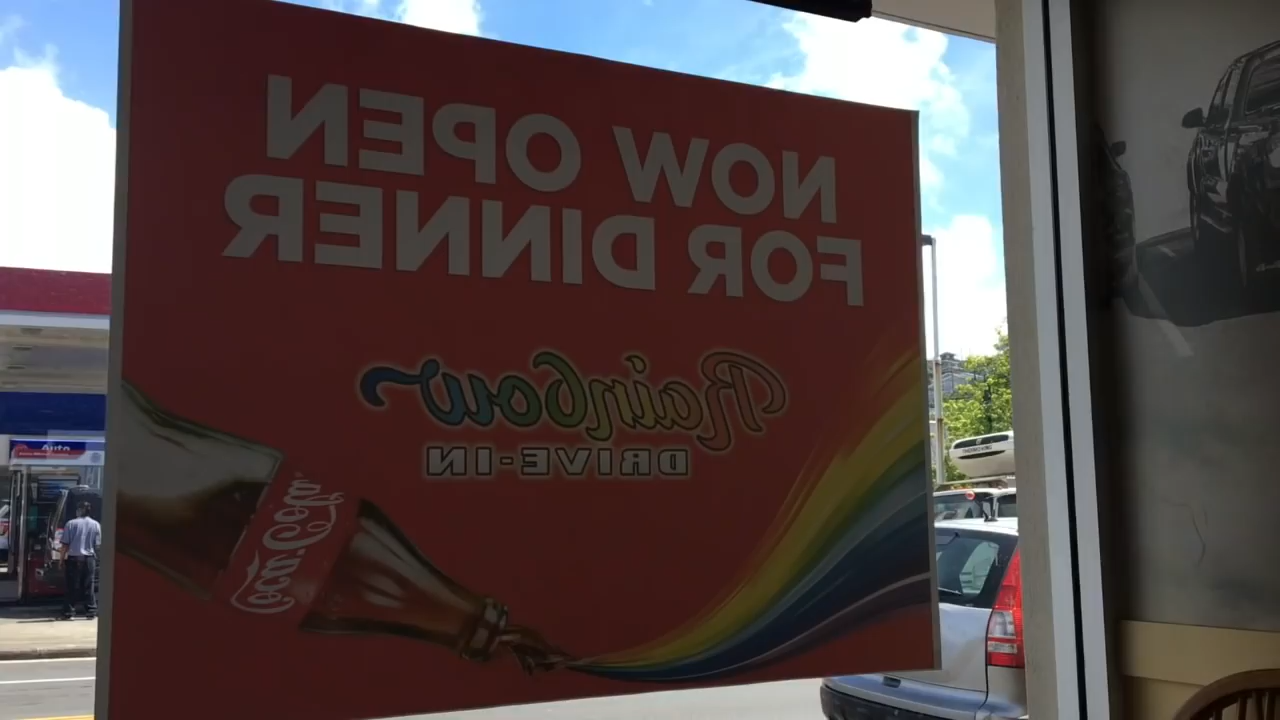 NOW OPEN
FOR DINNER
Rainbow
DRIVE-IN
Coca-Cola